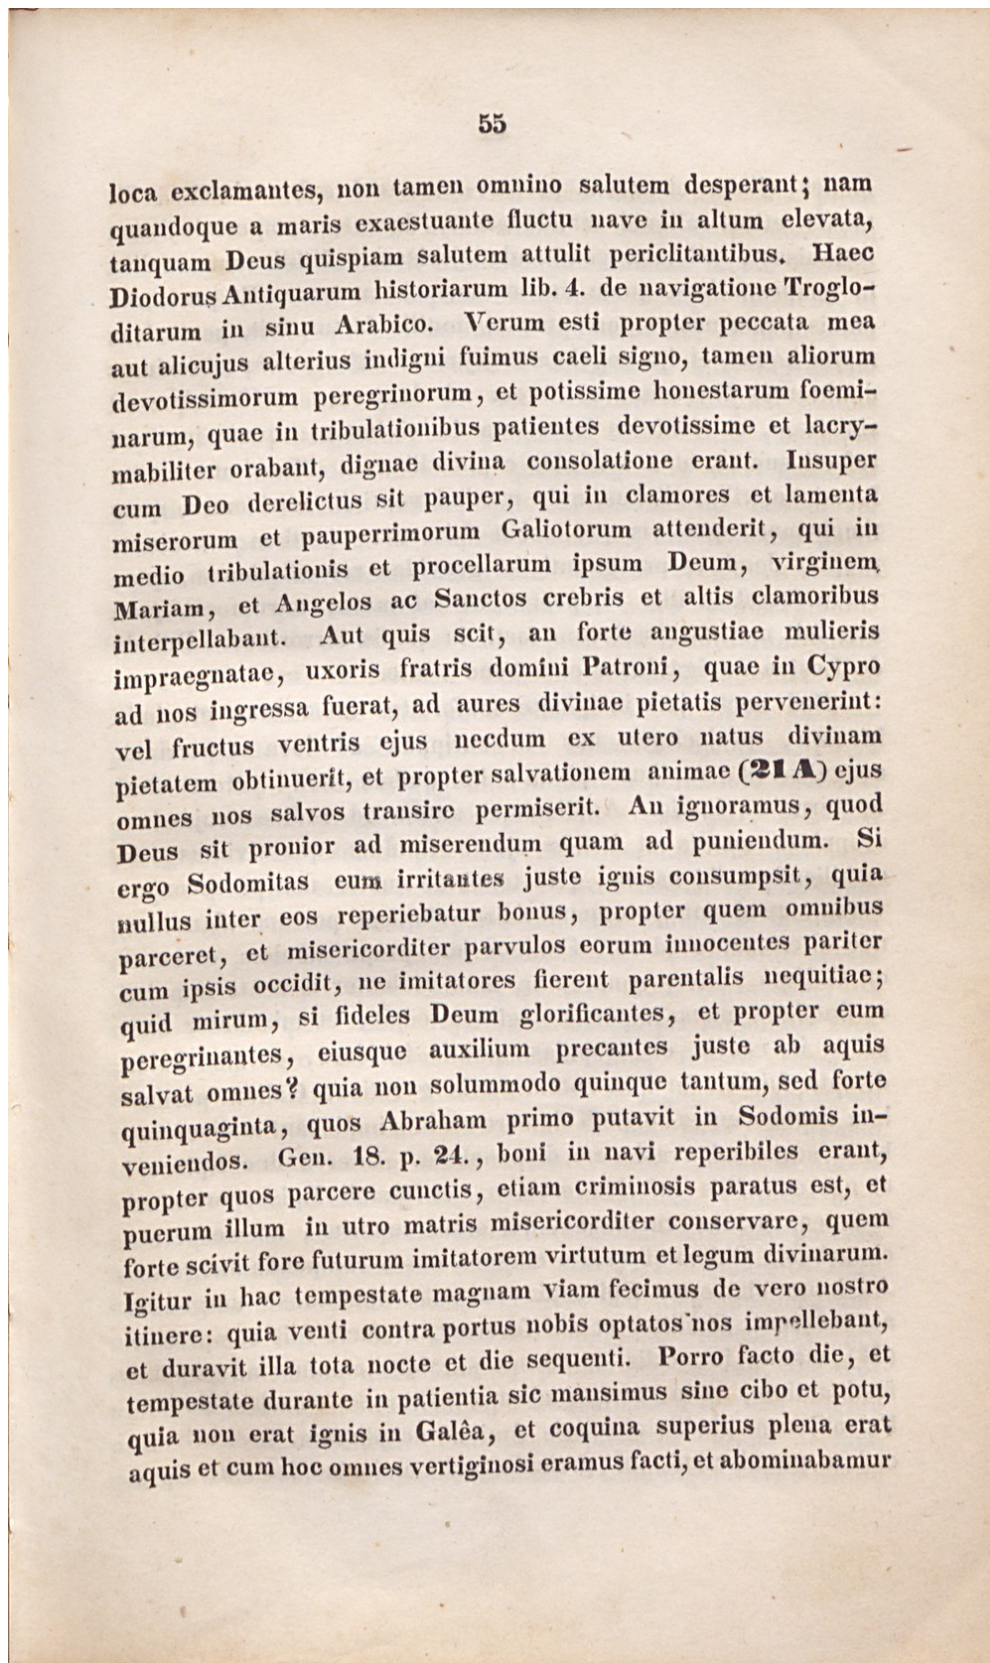 55
loca exclamantes, non tamen omnino salutem desperant; nam
quandoque a maris exaestuante fluctu nave in altum elevata,
tanquam Deus quispiam salutem attulit periclitantibus. Haec
Diodorus Antiquarum historiarum lib. 4. de navigatione Troglo-
ditarum in sinu Arabico. Verum esti propter peccata mea
aut alicujus alterius indigni fuimus caeli signo, tamen aliorum
devotissimorum peregrinorum, et potissime honestarum foemi-
narum, quae in tribulationibus patientes devotissime et lacry-
mabiliter orabant, dignae divina consolatione erant. Insuper
cum Deo derelictus sit pauper, qui in clamores et lamenta
miserorum et pauperrimorum Galiotorum attenderit, qui in
medio tribulationis et procellarum ipsum Deum, virginem,
Mariam, et Angelos ac Sanctos crebris et altis clamoribus
interpellabant. Aut quis scit, an forte angustiae mulieris
impraegnatae, uxoris fratris domini Patroni, quae in Cypro
ad nos ingressa fuerat, ad aures divinae pietatis pervenerint:
vel fructus ventris ejus necdum ex utero natus divinam
pietatem obtinuerit, et propter salvationem animae (21 A) ejus
omnes nos salvos transire permiserit. An ignoramus, quod
Deus sit pronior ad miserendum quam ad puniendum. Si
ergo Sodomitas eum irritantes juste ignis consumpsit, quia
nullus inter eos reperiebatur bonus, propter quem omnibus
parceret, et misericorditer parvulos eorum innocentes pariter
cum ipsis occidit, ne imitatores fierent parentalis nequitiae;
quid mirum, si fideles Deum glorificantes, et propter eum
peregrinantes, eiusque auxilium precantes juste ab aquis
salvat omnes? quia non solummodo quinque tantum, sed forte
quinquaginta, quos Abraham primo putavit in Sodomis in-
veniendos. Gen. 18. p. 24., boni in navi reperibiles erant,
propter quos parcere cunctis, etiam criminosis paratus est, et
puerum illum in utro matris misericorditer conservare, quem
forte scivit fore futurum imitatorem virtutum et legum divinarum.
Igitur in hac tempestate magnam viam fecimus de vero nostro
itinere: quia venti contra portus nobis optatos nos impellebant,
et duravit illa tota nocte et die sequenti. Porro facto die, et
tempestate durante in patientia sic mansimus sine cibo et potu,
quia non erat ignis in Galêa, et coquina superius plena erat
aquis et cum hoc omnes vertiginosi eramus facti, et abominabamur